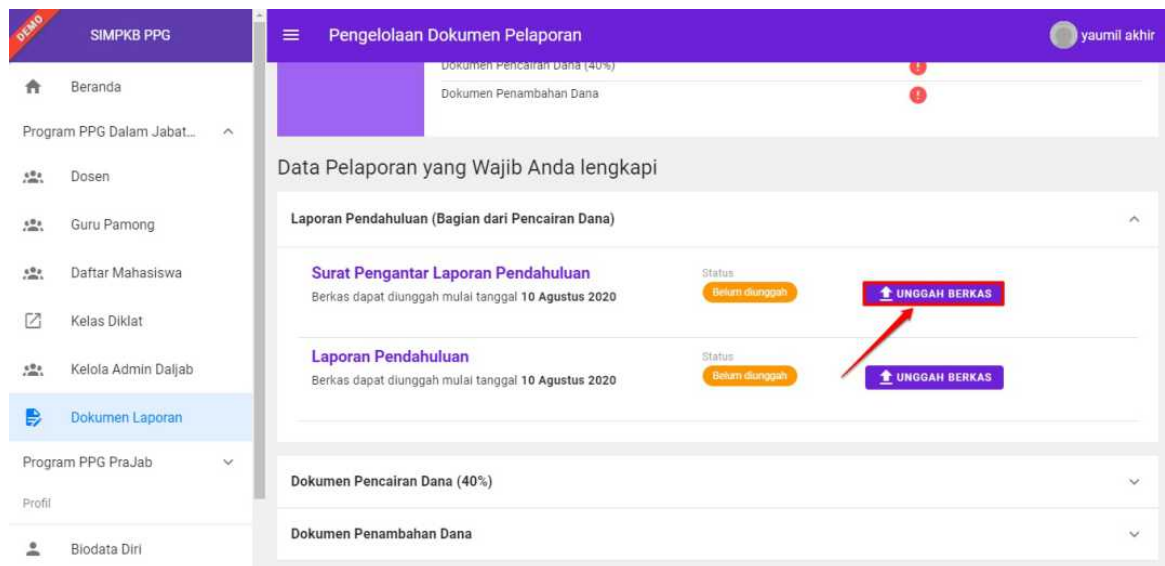 DEMO
SIMPKB PPG
Pengelolaan Dokumen Pelaporan
yaumil akhir
Beranda
Program PPG Dalam Jabat...
Dosen
Guru Pamong
Daftar Mahasiswa
Kelas Diklat
Kelola Admin Daljab
Dokumen Laporan
Program PPG PraJab
Profil
Biodata Diri
Dokumen Pencairan Dana (40%)
Dokumen Penambahan Dana
Data Pelaporan yang Wajib Anda lengkapi
Laporan Pendahuluan (Bagian dari Pencairan Dana)
Surat Pengantar Laporan Pendahuluan
Berkas dapat diunggah mulai tanggal 10 Agustus 2020
Status
Belum diunggah
UNGGAH BERKAS
Laporan Pendahuluan
Berkas dapat diunggah mulai tanggal 10 Agustus 2020
Status
Belum diunggah
UNGGAH BERKAS
Dokumen Pencairan Dana (40%)
Dokumen Penambahan Dana